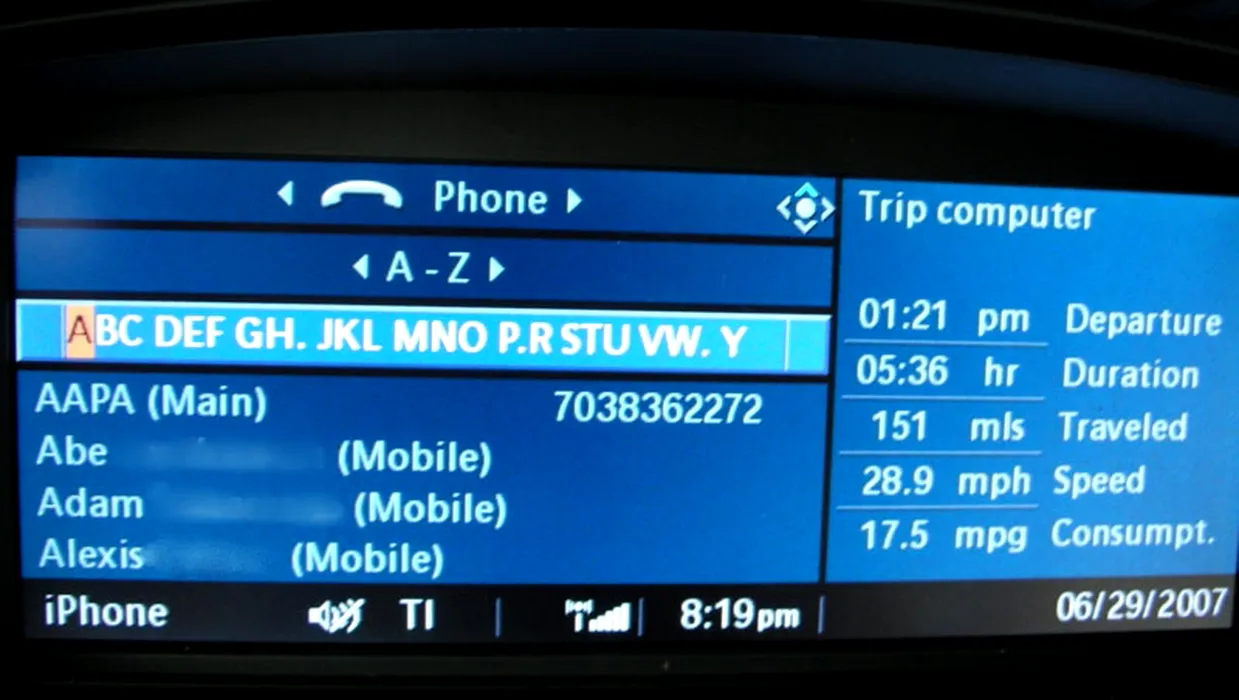 Phone
A - Z
ABC DEF GH. JKL MNO P.R STU VW. Y
AAPA (Main) 7038362272
Abe (Mobile)
Adam (Mobile)
Alexis (Mobile)
Trip computer
01:21 pm Departure
05:36 hr Duration
151 mls Traveled
28.9 mph Speed
17.5 mpg Consumpt.
iPhone TI 8:19pm 06/29/2007